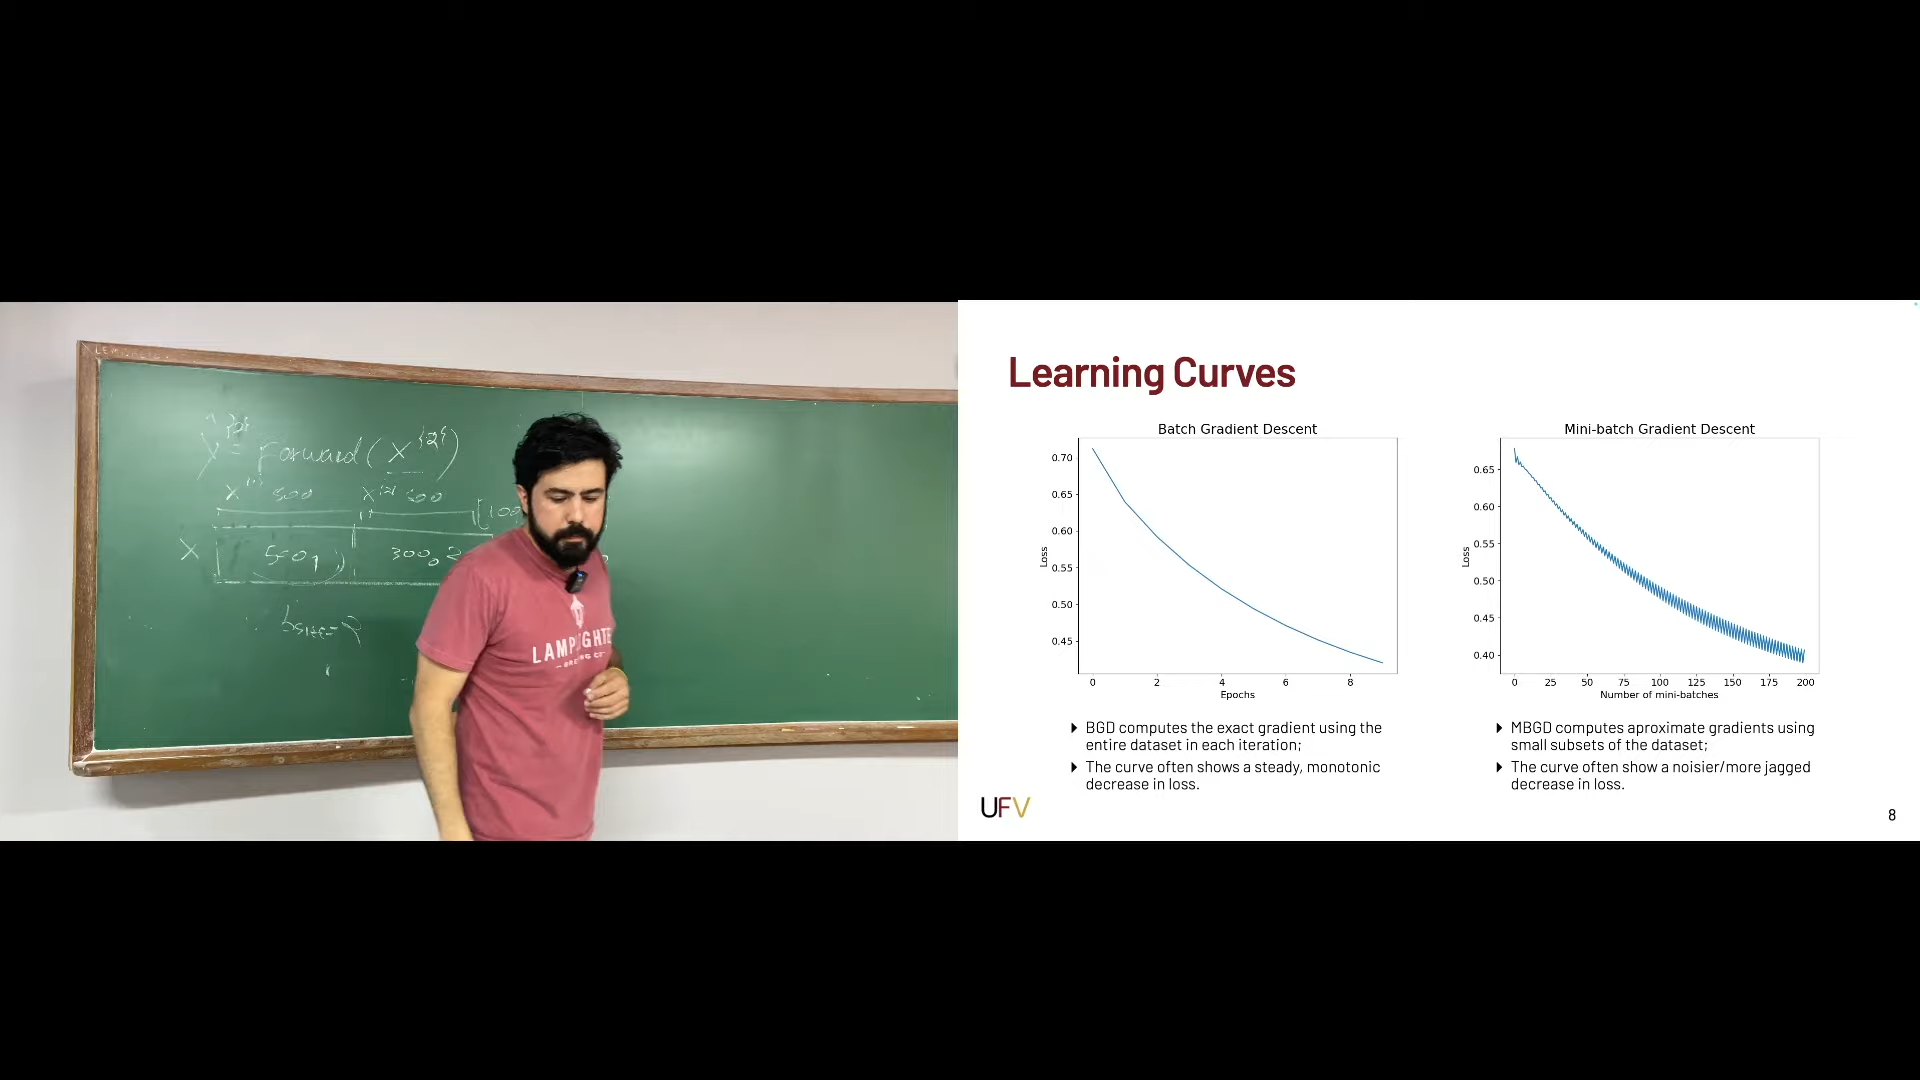 Forward(X{2})
X{1} 500 X{2} 500
X
LAMPLIGHTE
Learning Curves
Batch Gradient Descent
0.70
0.65
0.60
0.55
0.50
0.45
Loss
0 2 4 6 8
Epochs
BGD computes the exact gradient using the
entire dataset in each iteration;
The curve often shows a steady, monotonic
decrease in loss.
Mini-batch Gradient Descent
0.65
0.60
0.55
0.50
0.45
0.40
Loss
0 25 50 75 100 125 150 175 200
Number of mini-batches
MBGD computes aproximate gradients using
small subsets of the dataset;
The curve often show a noisier/more jagged
decrease in loss.
UFV
8